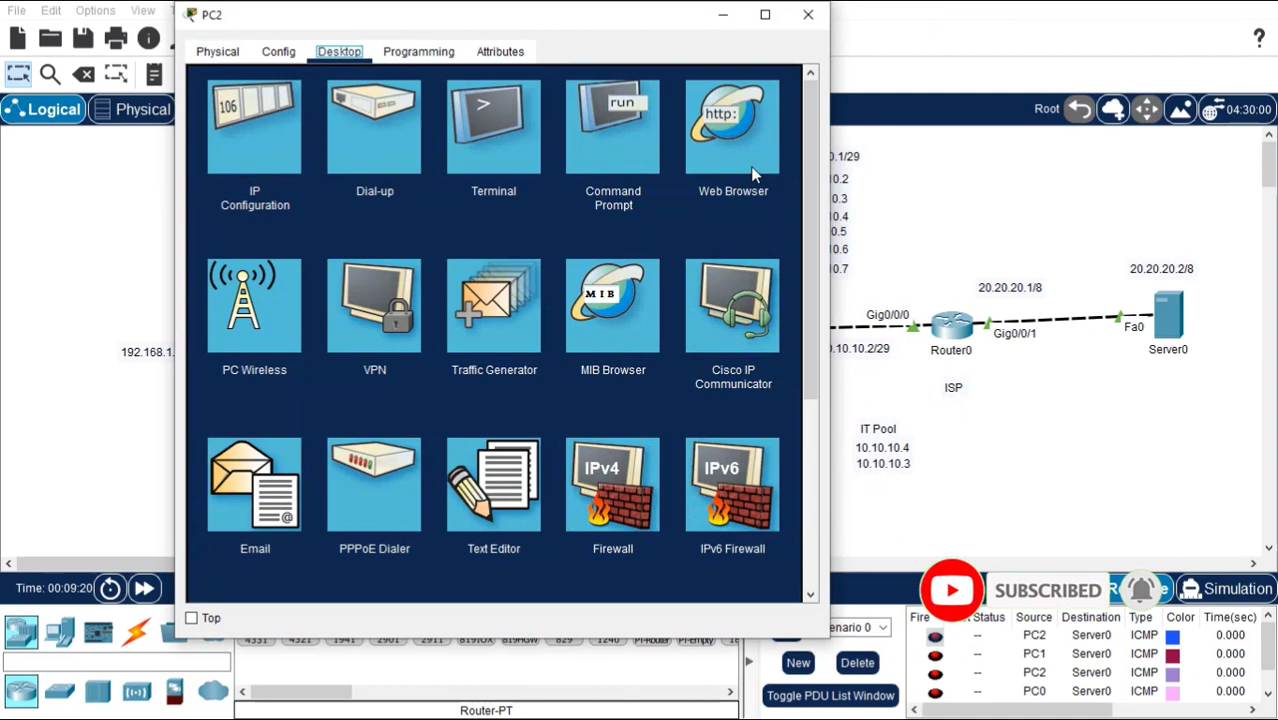 File Edit Options View
PC2
Physical Config Desktop Programming Attributes
Logical
Physical
Root
04:30:00
106
run
http:
IP
Configuration
Dial-up
Terminal
Command
Prompt
Web Browser
MIB
PC Wireless
VPN
Traffic Generator
MIB Browser
Cisco IP
Communicator
@
IPv4
IPv6
Email
PPPoE Dialer
Text Editor
Firewall
IPv6 Firewall
Top
192.168.1.
0.1/29
0.2
0.3
0.4
0.5
0.6
0.7
20.20.20.2/8
20.20.20.1/8
Gig0/0/0
Gig0/0/1
Fa0
0.10.10.2/29
Router0
Server0
ISP
IT Pool
10.10.10.4
10.10.10.3
Time: 00:09:20
SUBSCRIBED
Simulation
4331 4321 1941 2901 2911 819IOX 819HGW 829 1240 PT-Router PT-Empty
enario 0
New
Delete
Toggle PDU List Window
Router-PT
Fire Status Source Destination Type Color Time(sec)
-- PC2 Server0 ICMP 0.000
-- PC1 Server0 ICMP 0.000
-- PC2 Server0 ICMP 0.000
-- PC0 Server0 ICMP 0.000